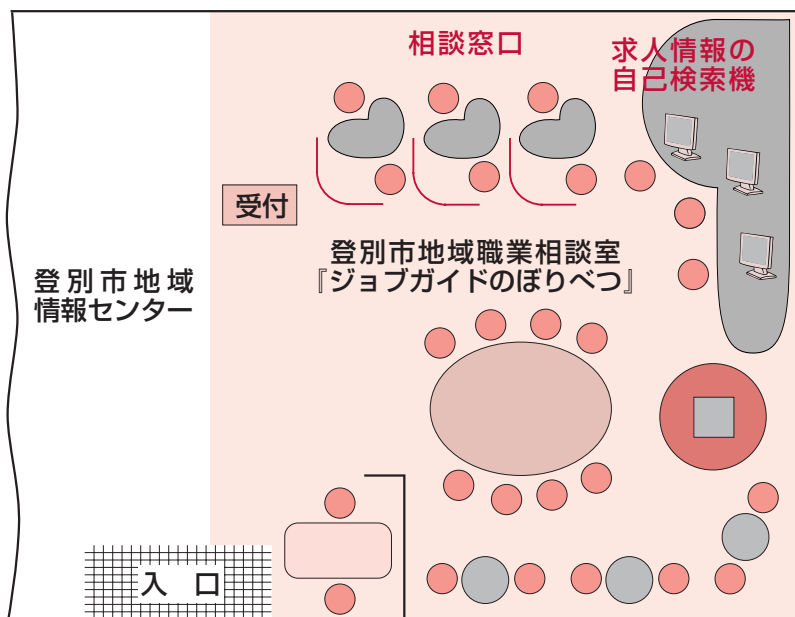 相談窓口
求人情報の
自己検索機
受付
登別市地域職業相談室
『ジョブガイドのぼりべつ』
登別市地域
情報センター
入 口